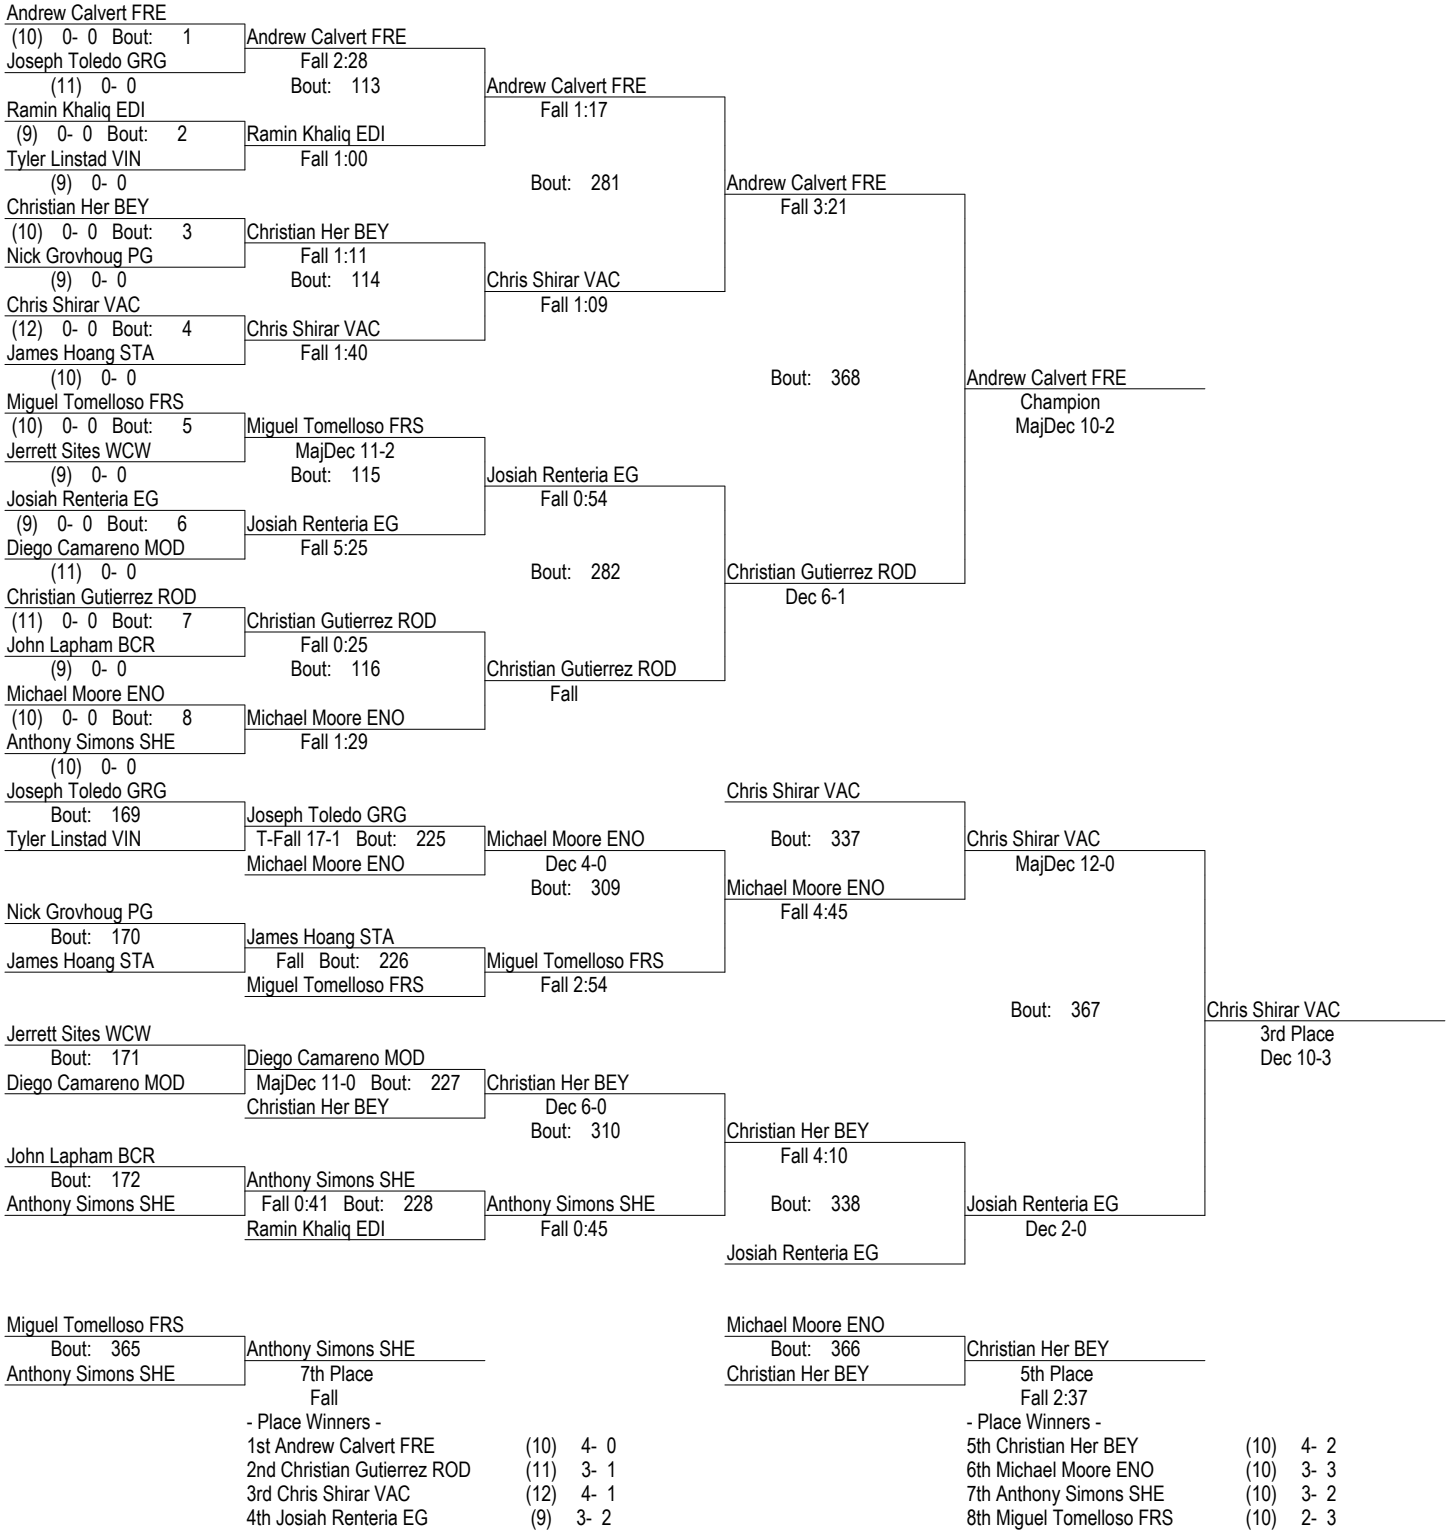 Andrew Calvert FRE
(10) 0- 0 Bout: 1 Andrew Calvert FRE
Joseph Toledo GRG Fall 2:28
(11) 0- 0 Bout: 113 Andrew Calvert FRE
Ramin Khaliq EDI Fall 1:17
(9) 0- 0 Bout: 2 Ramin Khaliq EDI
Tyler Linstad VIN Fall 1:00
(9) 0- 0 Bout: 281 Andrew Calvert FRE
Christian Her BEY Fall 3:21
(10) 0- 0 Bout: 3 Christian Her BEY
Nick Grovhoug PG Fall 1:11
(9) 0- 0 Bout: 114 Chris Shirar VAC
Chris Shirar VAC Fall 1:09
(12) 0- 0 Bout: 4 Chris Shirar VAC
James Hoang STA Fall 1:40
(10) 0- 0 Bout: 368 Andrew Calvert FRE
Miguel Tomelloso FRS Champion
(10) 0- 0 Bout: 5 Miguel Tomelloso FRS MajDec 10-2
Jerrett Sites WCW MajDec 11-2
(9) 0- 0 Bout: 115 Josiah Renteria EG
Josiah Renteria EG Fall 0:54
(9) 0- 0 Bout: 6 Josiah Renteria EG
Diego Camareno MOD Fall 5:25
(11) 0- 0 Bout: 282 Christian Gutierrez ROD
Christian Gutierrez ROD Dec 6-1
(11) 0- 0 Bout: 7 Christian Gutierrez ROD
John Lapham BCR Fall 0:25
(9) 0- 0 Bout: 116 Christian Gutierrez ROD
Michael Moore ENO Fall
(10) 0- 0 Bout: 8 Michael Moore ENO
Anthony Simons SHE Fall 1:29
(10) 0- 0
Joseph Toledo GRG Chris Shirar VAC
Bout: 169 Joseph Toledo GRG
Tyler Linstad VIN T-Fall 17-1 Bout: 225 Michael Moore ENO Bout: 337 Chris Shirar VAC
Michael Moore ENO Dec 4-0 MajDec 12-0
Bout: 309 Michael Moore ENO
Nick Grovhoug PG Fall 4:45
Bout: 170 James Hoang STA
James Hoang STA Fall Bout: 226 Miguel Tomelloso FRS
Miguel Tomelloso FRS Fall 2:54
Bout: 367 Chris Shirar VAC
Jerrett Sites WCW 3rd Place
Bout: 171 Diego Camareno MOD Dec 10-3
Diego Camareno MOD MajDec 11-0 Bout: 227 Christian Her BEY
Christian Her BEY Dec 6-0
Bout: 310 Christian Her BEY
John Lapham BCR Fall 4:10
Bout: 172 Anthony Simons SHE
Anthony Simons SHE Fall 0:41 Bout: 228 Anthony Simons SHE Bout: 338 Josiah Renteria EG
Ramin Khaliq EDI Fall 0:45 Dec 2-0
Josiah Renteria EG
Miguel Tomelloso FRS Michael Moore ENO
Bout: 365 Anthony Simons SHE Bout: 366 Christian Her BEY
Anthony Simons SHE 7th Place Christian Her BEY 5th Place
Fall Fall 2:37
- Place Winners - - Place Winners -
1st Andrew Calvert FRE (10) 4- 0 5th Christian Her BEY (10) 4- 2
2nd Christian Gutierrez ROD (11) 3- 1 6th Michael Moore ENO (10) 3- 3
3rd Chris Shirar VAC (12) 4- 1 7th Anthony Simons SHE (10) 3- 2
4th Josiah Renteria EG (9) 3- 2 8th Miguel Tomelloso FRS (10) 2- 3